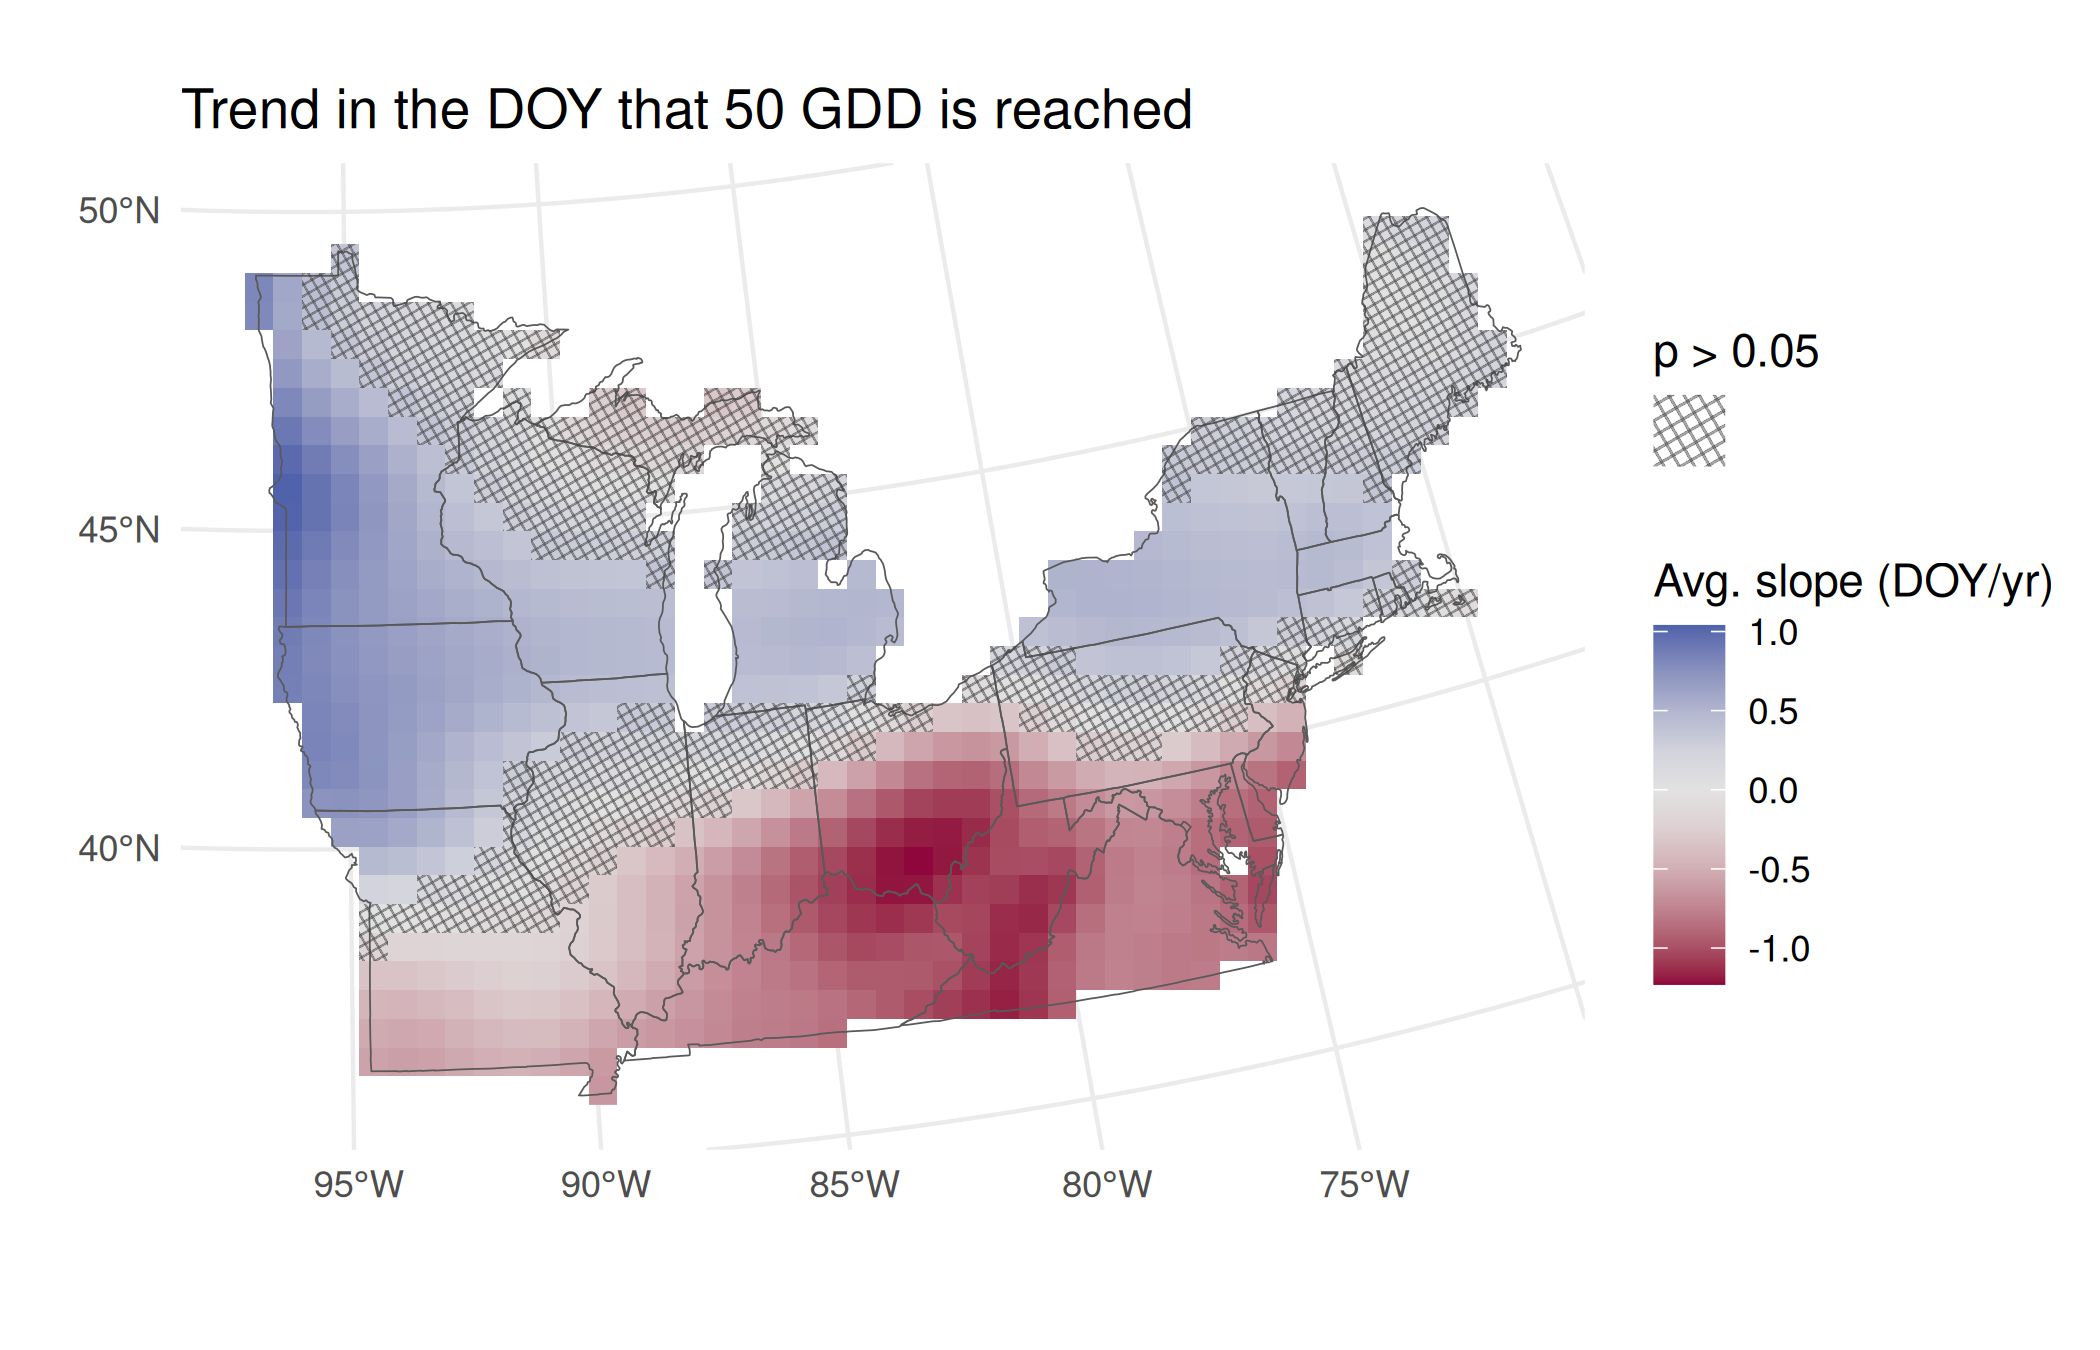 Trend in the DOY that 50 GDD is reached
50°N
45°N
40°N
95°W
90°W
85°W
80°W
75°W
p > 0.05
Avg. slope (DOY/yr)
1.0
0.5
0.0
-0.5
-1.0